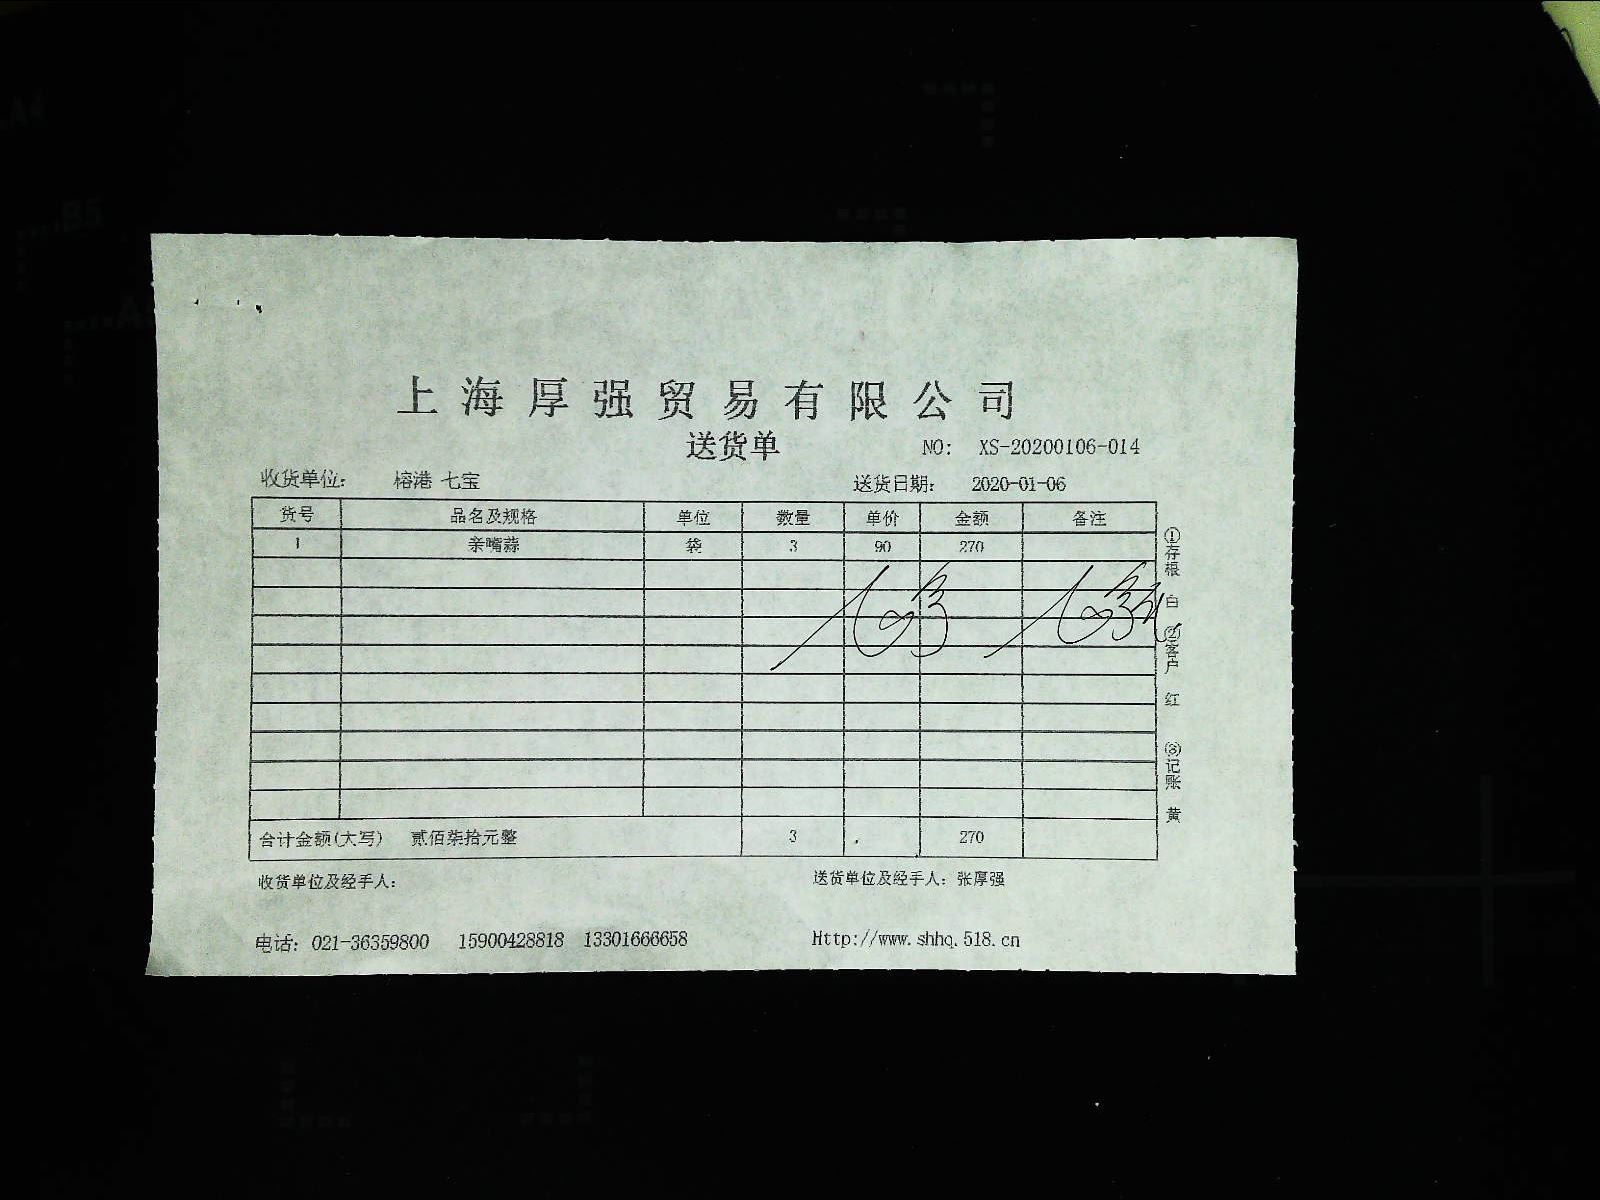 上海厚强贸易有限公司
送货单 NO: XS-20200106-014
收货单位: 榕港 七宝 送货日期: 2020-01-06
货号 品名及规格 单位 数量 单价 金额 备注
1 亲嘴蒜 袋 3 90 270
合计金额(大写) 贰佰柒拾元整 3 270
收货单位及经手人: 送货单位及经手人: 张厚强
电话: 021-36359800 15900428818 13301666658 Http://www.shhq.518.cn
①存根 白 ②客户 红 ③记账 黄